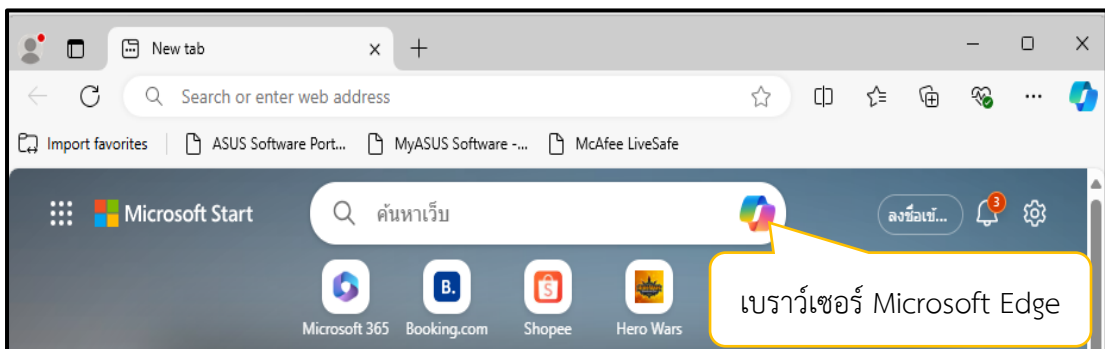 New tab
Search or enter web address
Import favorites ASUS Software Port... MyASUS Software -... McAfee LiveSafe
Microsoft Start ค้นหาเว็บ ลงชื่อเข้... 3
B.
S
Microsoft 365 Booking.com Shopee Hero Wars
เบราว์เซอร์ Microsoft Edge